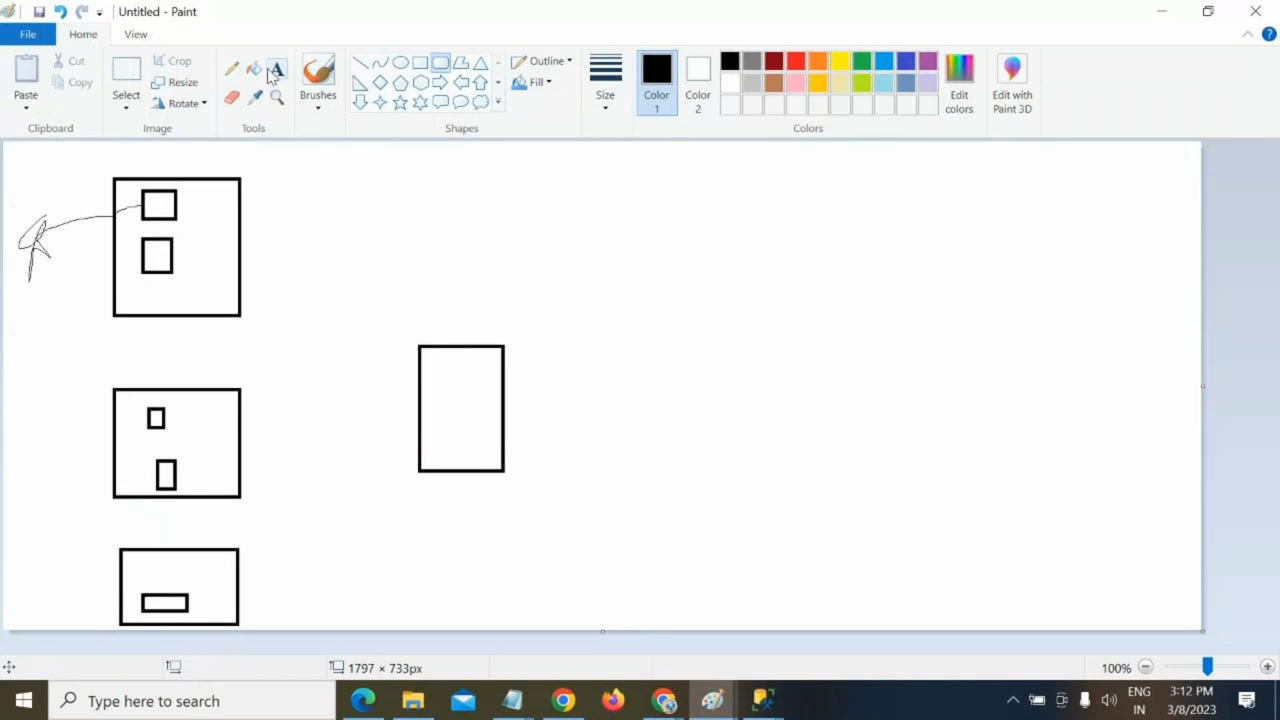 Untitled - Paint
File Home View
Paste Cut Copy Clipboard
Select Crop Resize Rotate Image
A Tools
Brushes
Shapes Outline Fill
Size
Color 1 Color 2 Edit colors Colors
Edit with Paint 3D
1797 × 733px 100%
Type here to search
ENG IN
3:12 PM 3/8/2023